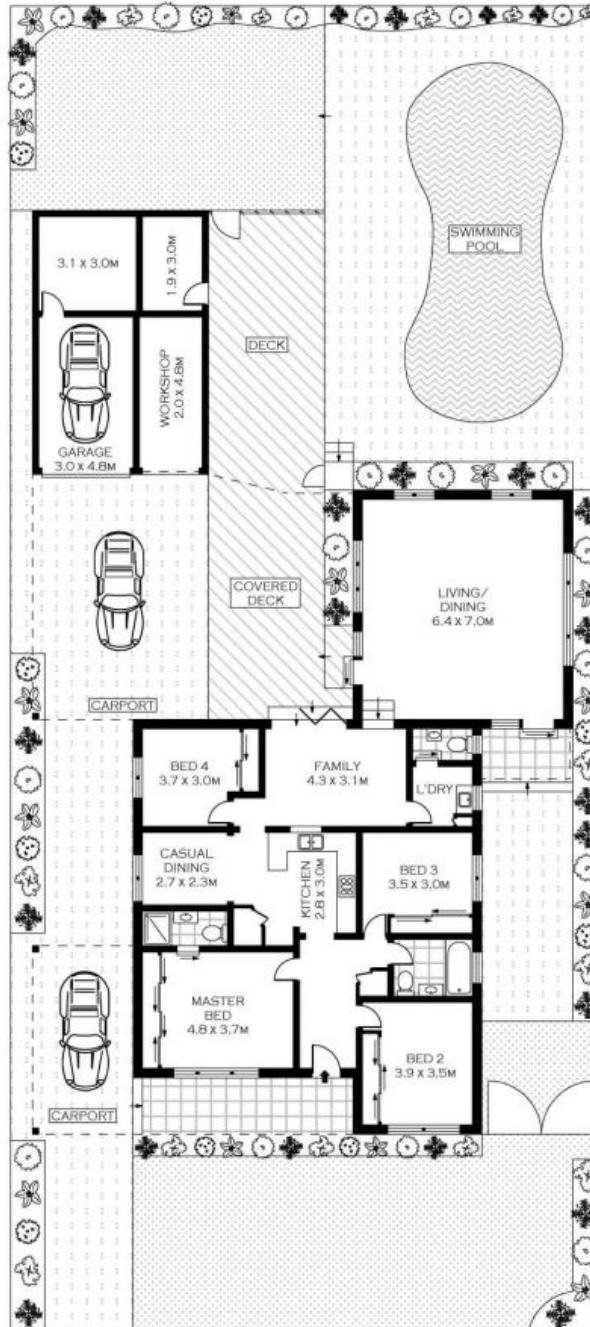 SWIMMING
POOL
3.1 X 3.0M
1.9 X 3.0M
DECK
WORKSHOP
2.0 X 4.8M
GARAGE
3.0 X 4.8M
COVERED
DECK
LIVING/
DINING
6.4 X 7.0M
CARPORT
BED 4
3.7 X 3.0M
FAMILY
4.3 X 3.1M
L'DRY
CASUAL
DINING
2.7 X 2.3M
KITCHEN
2.8 X 3.0M
BED 3
3.5 X 3.0M
MASTER
BED
4.8 X 3.7M
BED 2
3.9 X 3.5M
CARPORT